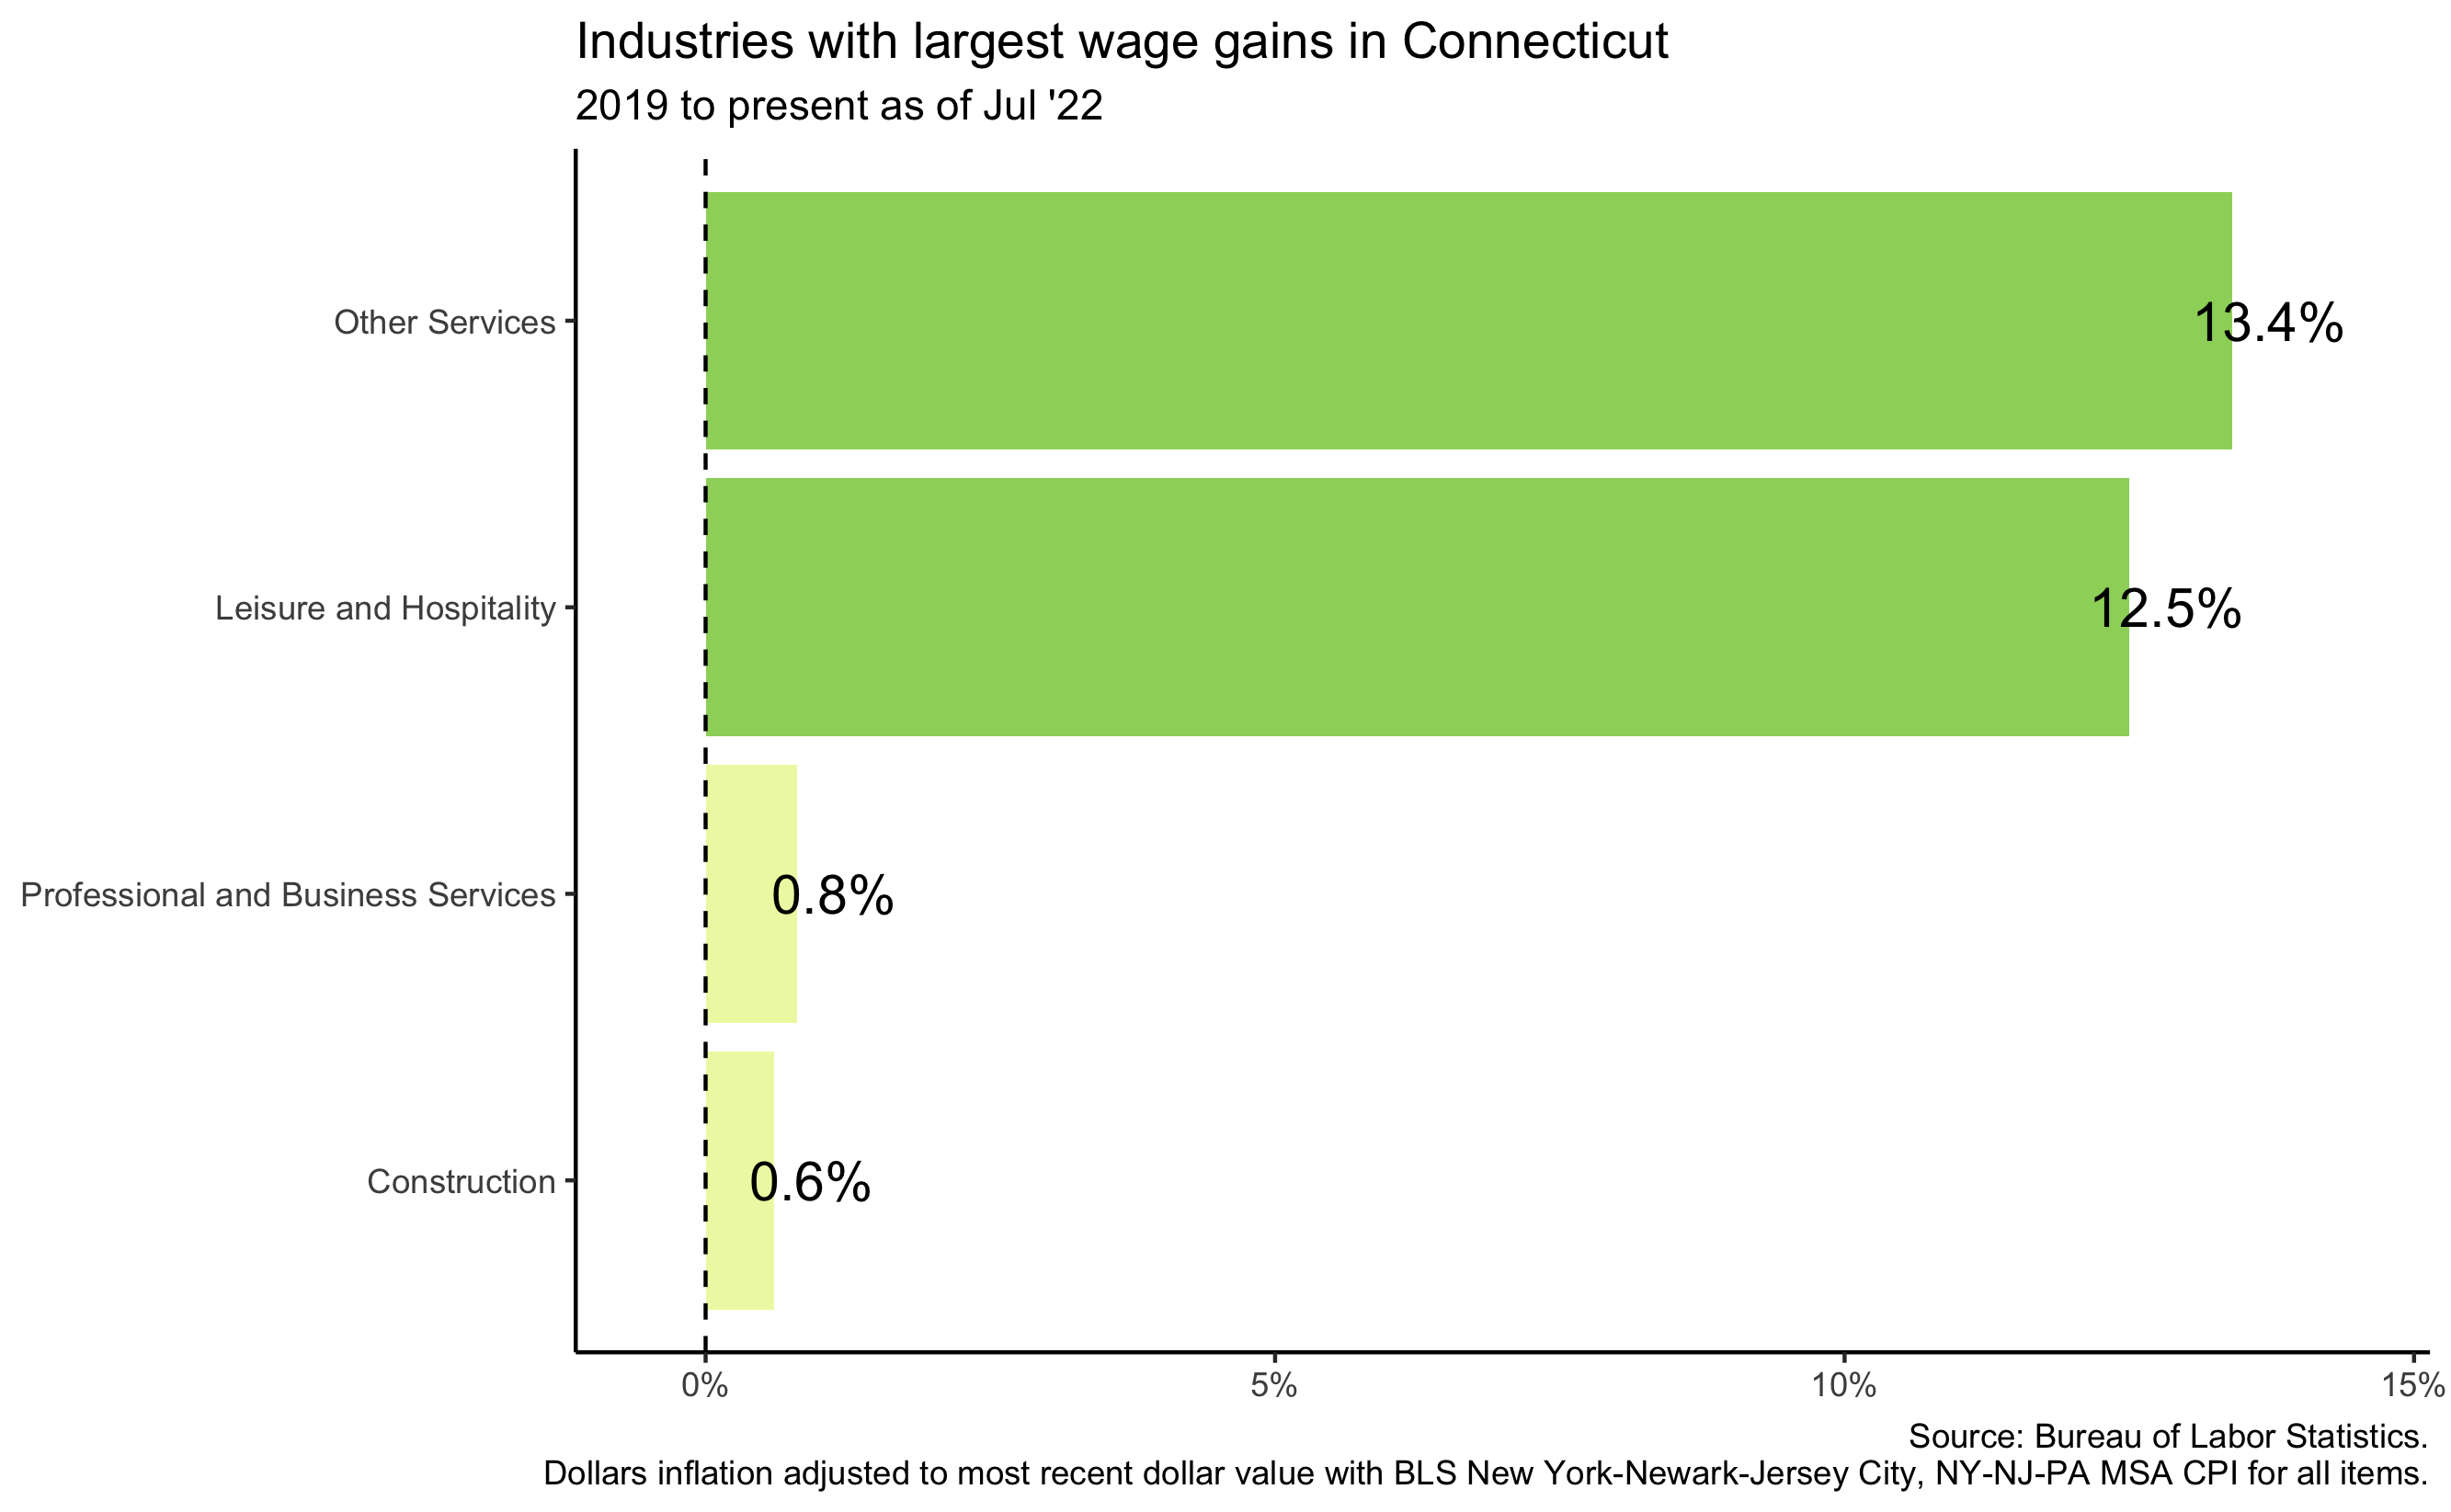 Industries with largest wage gains in Connecticut
2019 to present as of Jul '22
Other Services
13.4%
Leisure and Hospitality
12.5%
Professional and Business Services
0.8%
Construction
0.6%
0%
5%
10%
15%
Source: Bureau of Labor Statistics.
Dollars inflation adjusted to most recent dollar value with BLS New York-Newark-Jersey City, NY-NJ-PA MSA CPI for all items.